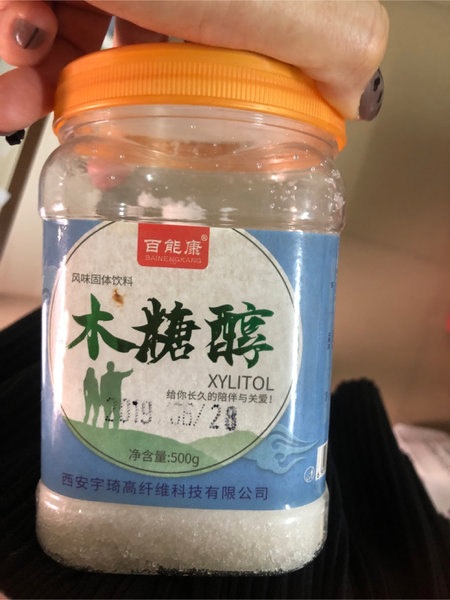 百能康®
BAINENGKANG
风味固体饮料
木糖醇
XYLITOL
给你长久的陪伴与关爱!
2019/06/28
净含量:500g
西安宇琦高纤维科技有限公司